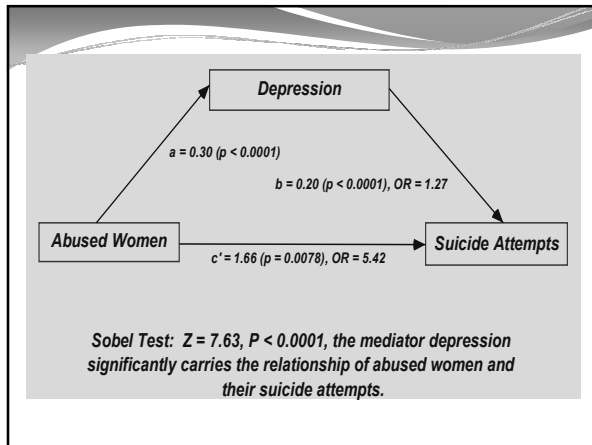 Depression
a = 0.30 (p < 0.0001)
b = 0.20 (p < 0.0001), OR = 1.27
Abused Women
Suicide Attempts
c' = 1.66 (p = 0.0078), OR = 5.42
Sobel Test: Z = 7.63, P < 0.0001, the mediator depression
significantly carries the relationship of abused women and
their suicide attempts.